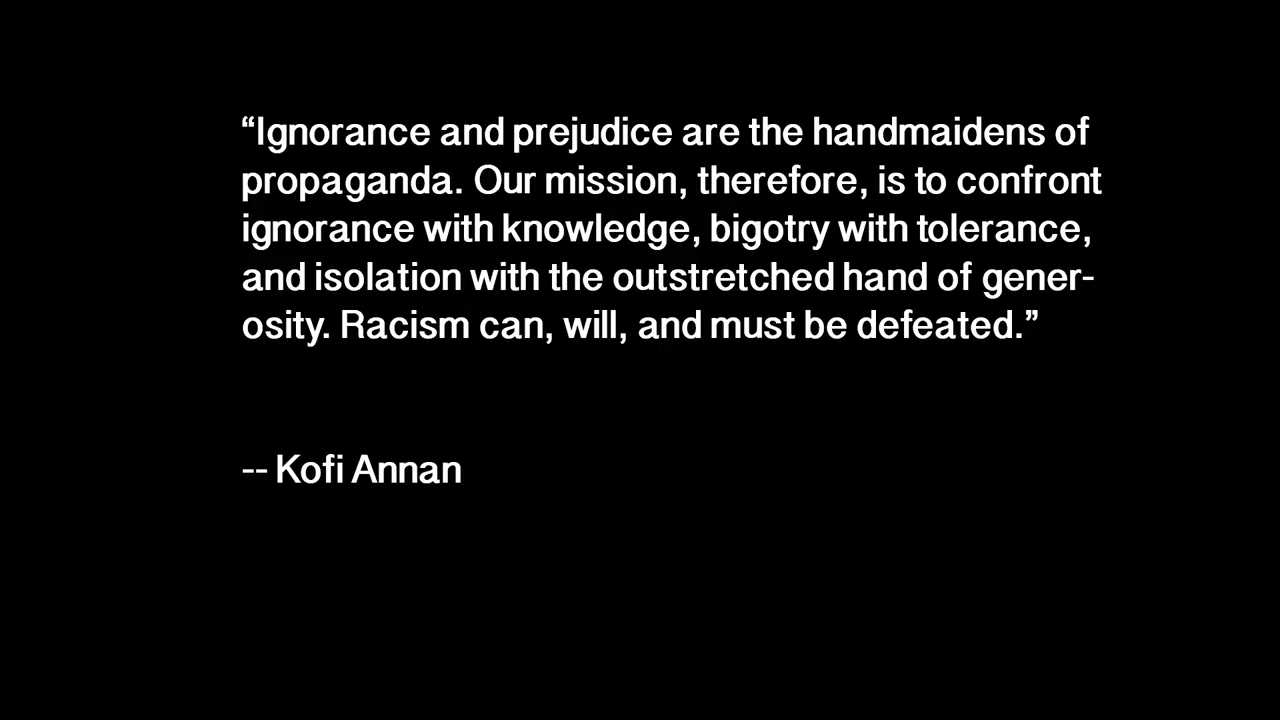 “Ignorance and prejudice are the handmaidens of
propaganda. Our mission, therefore, is to confront
ignorance with knowledge, bigotry with tolerance,
and isolation with the outstretched hand of gener-
osity. Racism can, will, and must be defeated.”
-- Kofi Annan